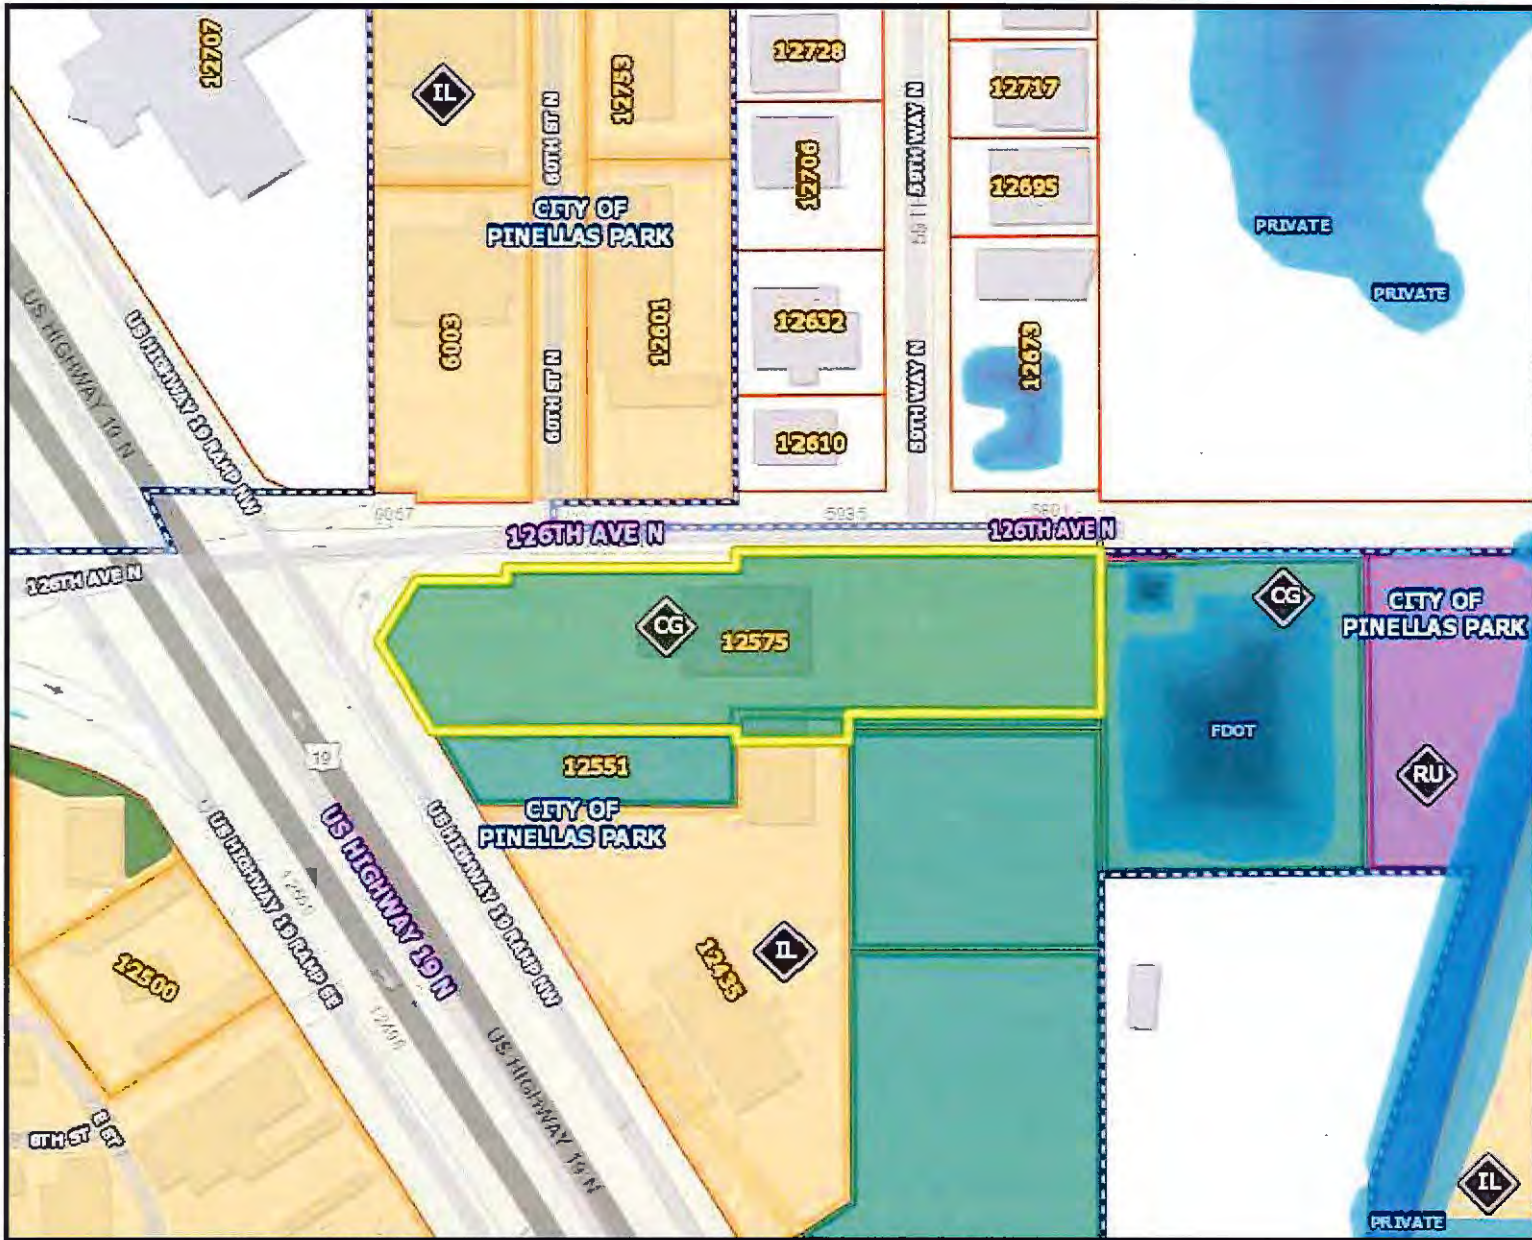 12707
IL
60TH ST N
12753
12728
12717
12706
59TH WAY N
12695
CITY OF
PINELLAS PARK
PRIVATE
PRIVATE
US HIGHWAY 19 N
US HIGHWAY 19 RAMP NW
6003
60TH ST N
12601
12632
59TH WAY N
12673
12610
6067
5935
5801
126TH AVE N
126TH AVE N
126TH AVE N
CG
12575
CG
CITY OF
PINELLAS PARK
FDOT
RU
19
12551
CITY OF
PINELLAS PARK
US HIGHWAY 19 RAMP NW
US HIGHWAY 19 N
US HIGHWAY 19 RAMP SE
12500
12435
IL
US HIGHWAY 19 N
8TH ST
IL
PRIVATE